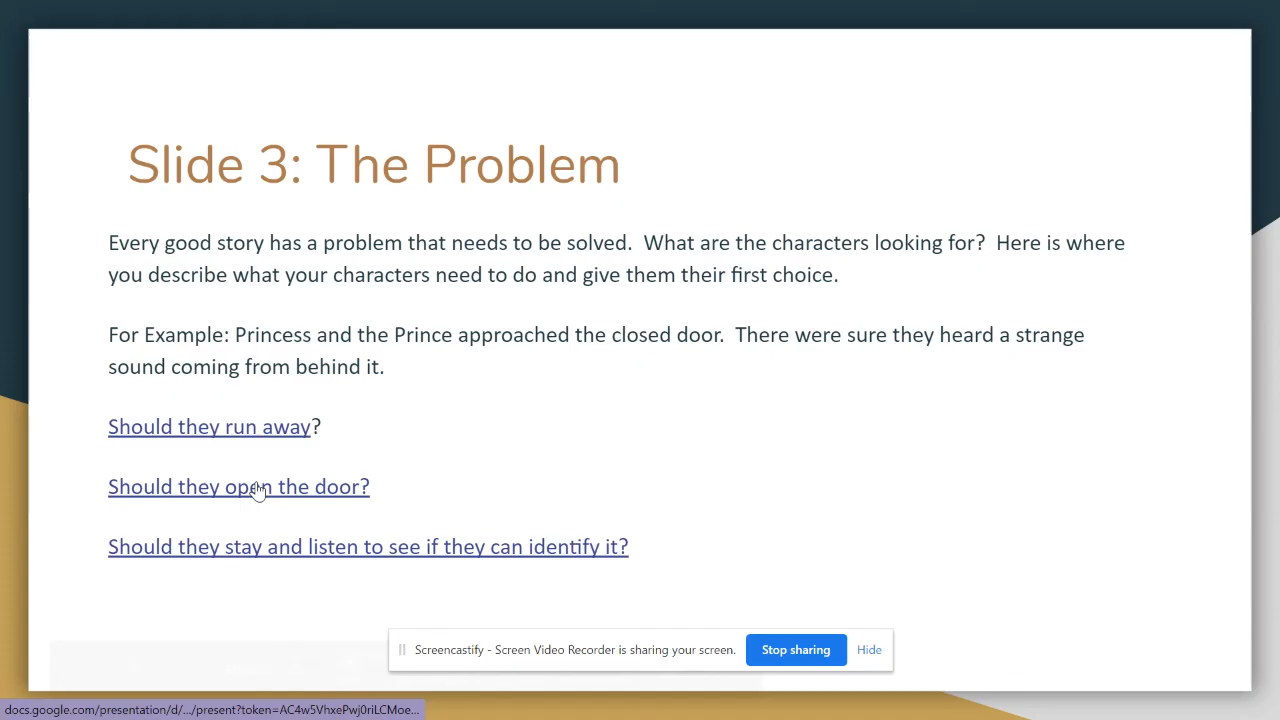 Slide 3: The Problem
Every good story has a problem that needs to be solved.  What are the characters looking for?  Here is where
you describe what your characters need to do and give them their first choice.
For Example: Princess and the Prince approached the closed door.  There were sure they heard a strange
sound coming from behind it.
Should they run away?
Should they open the door?
Should they stay and listen to see if they can identify it?
Screencastify - Screen Video Recorder is sharing your screen.
Stop sharing
Hide
docs.google.com/presentation/d/.../present?token=AC4w5VhxePwj0riLCMoe...